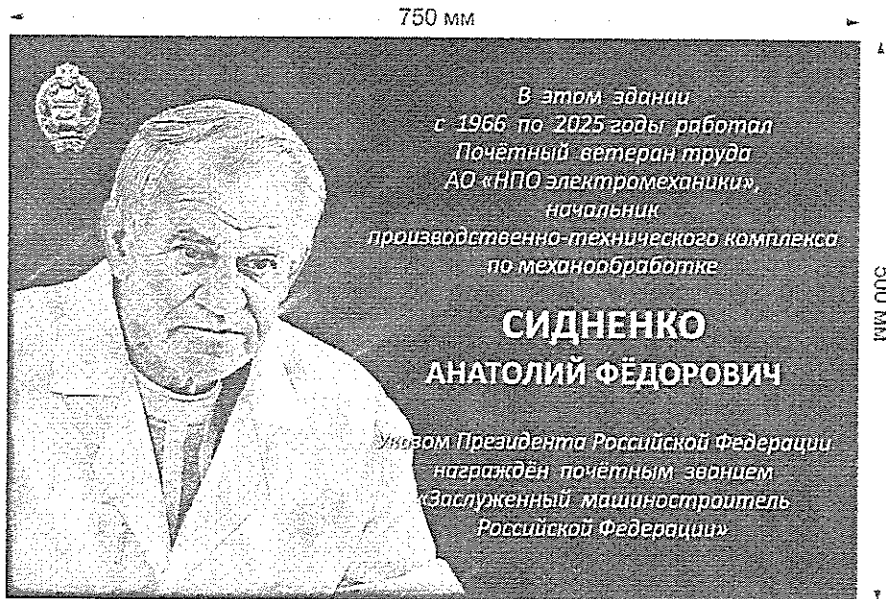 750 мм
В этом здании
с 1966 по 2025 годы работал
Почётный ветеран труда
АО «НПО электромеханики»,
начальник
производственно-технического комплекса
по механообработке
СИДНЕНКО
АНАТОЛИЙ ФЁДОРОВИЧ
Указом Президента Российской Федерации
награждён почётным званием
«Заслуженный машиностроитель
Российской Федерации»
500 мм